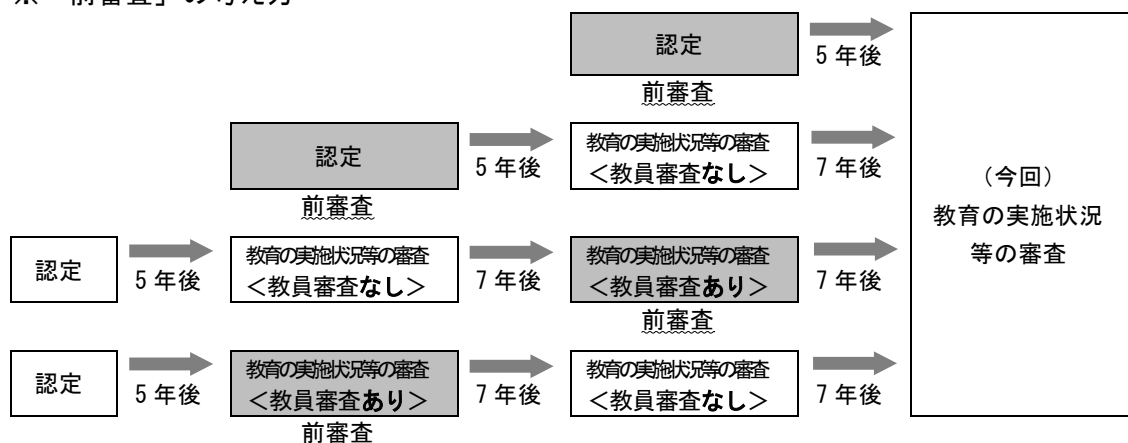 ※「前審査」の考え方
認定
5 年後
前審査
認定
5 年後
教育の実施状況等の審査
＜教員審査なし＞
7 年後
前審査
認定
5 年後
教育の実施状況等の審査
＜教員審査なし＞
7 年後
教育の実施状況等の審査
＜教員審査あり＞
7 年後
前審査
認定
5 年後
教育の実施状況等の審査
＜教員審査あり＞
7 年後
教育の実施状況等の審査
＜教員審査なし＞
7 年後
前審査
（今回）
教育の実施状況
等の審査